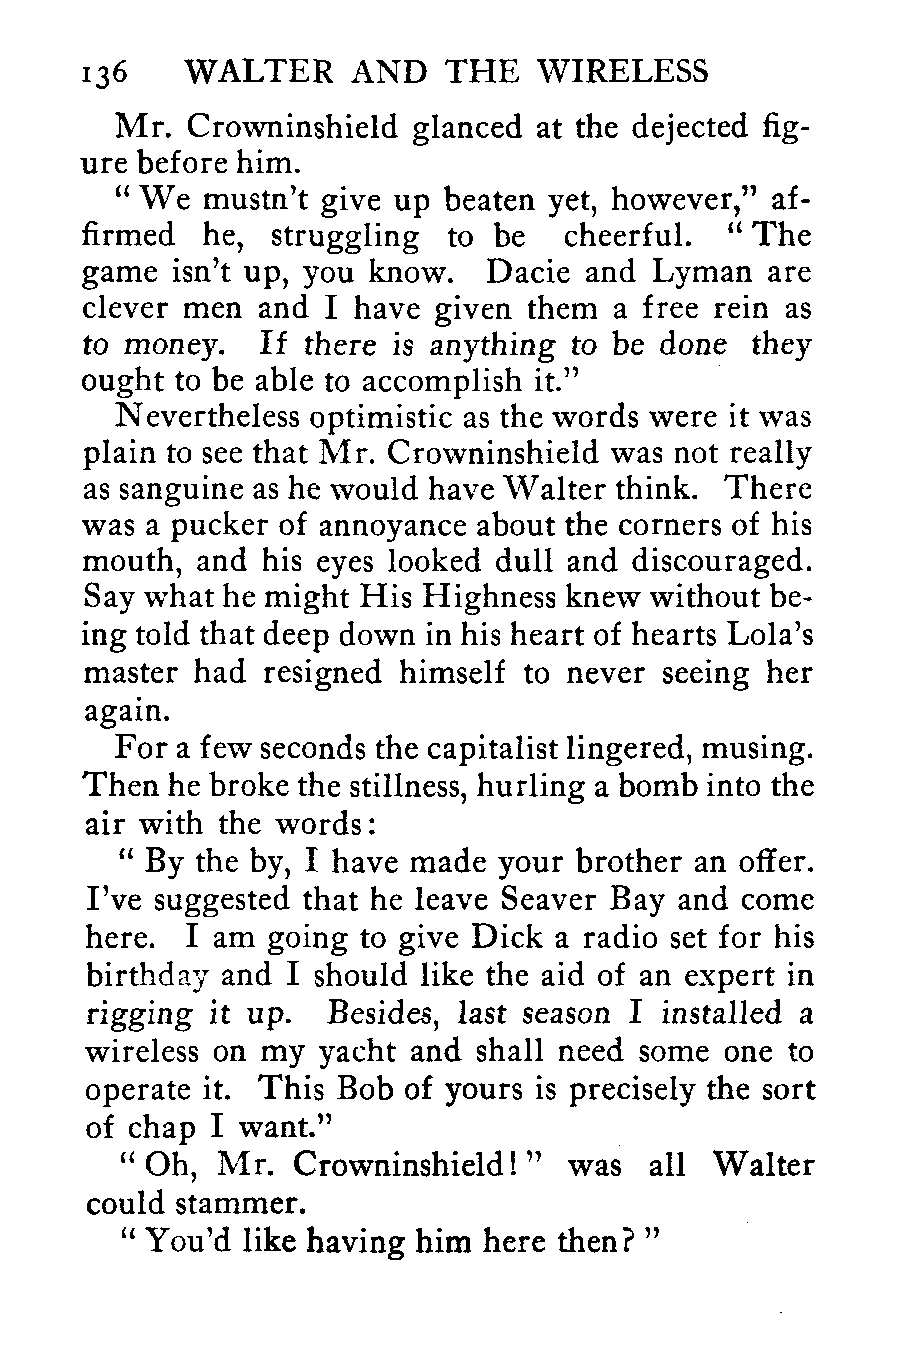 136 WALTER AND THE WIRELESS
Mr. Crowninshield glanced at the dejected fig-
ure before him.
“ We mustn't give up beaten yet, however,” af-
firmed he, struggling to be cheerful. “ The
game isn't up, you know. Dacie and Lyman are
clever men and I have given them a free rein as
to money. If there is anything to be done they
ought to be able to accomplish it.”
Nevertheless optimistic as the words were it was
plain to see that Mr. Crowninshield was not really
as sanguine as he would have Walter think. There
was a pucker of annoyance about the corners of his
mouth, and his eyes looked dull and discouraged.
Say what he might His Highness knew without be-
ing told that deep down in his heart of hearts Lola's
master had resigned himself to never seeing her
again.
For a few seconds the capitalist lingered, musing.
Then he broke the stillness, hurling a bomb into the
air with the words:
“ By the by, I have made your brother an offer.
I've suggested that he leave Seaver Bay and come
here. I am going to give Dick a radio set for his
birthday and I should like the aid of an expert in
rigging it up. Besides, last season I installed a
wireless on my yacht and shall need some one to
operate it. This Bob of yours is precisely the sort
of chap I want.”
“ Oh, Mr. Crowninshield! ” was all Walter
could stammer.
“ You'd like having him here then? ”